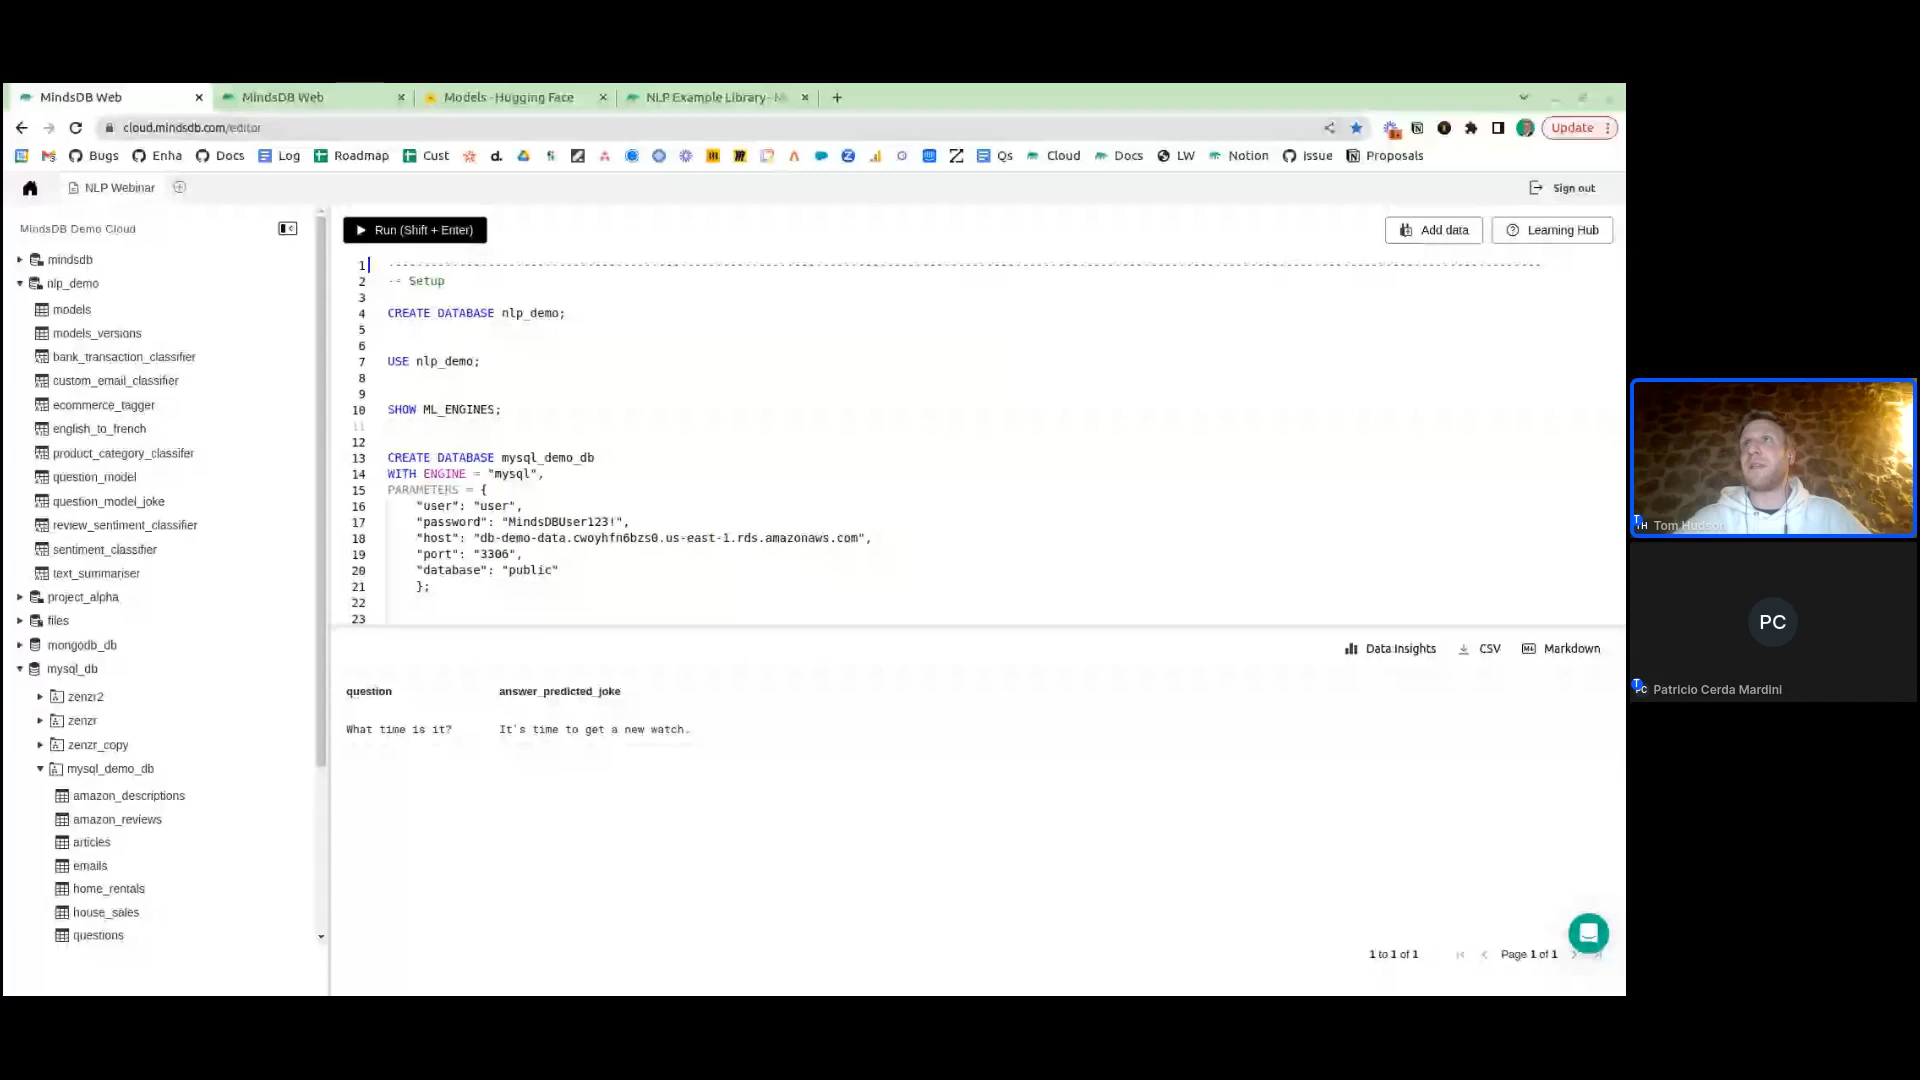 MindsDB Web
MindsDB Web
Models - Hugging Face
NLP Example Library - M
cloud.mindsdb.com/editor
Update
Bugs
Enha
Docs
Log
Roadmap
Cust
Qs
Cloud
Docs
LW
Notion
Issue
Proposals
NLP Webinar
Sign out
MindsDB Demo Cloud
Run (Shift + Enter)
Add data
Learning Hub
mindsdb
nlp_demo
models
models_versions
bank_transaction_classifier
custom_email_classifier
ecommerce_tagger
english_to_french
product_category_classifer
question_model
question_model_joke
review_sentiment_classifier
sentiment_classifier
text_summariser
project_alpha
files
mongodb_db
mysql_db
zenzr2
zenzr
zenzr_copy
mysql_demo_db
amazon_descriptions
amazon_reviews
articles
emails
home_rentals
house_sales
questions
1 --------------------------------------------------
2 -- Setup
3
4 CREATE DATABASE nlp_demo;
5
6
7 USE nlp_demo;
8
9
10 SHOW ML_ENGINES;
11
12
13 CREATE DATABASE mysql_demo_db
14 WITH ENGINE = "mysql",
15 PARAMETERS = {
16 "user": "user",
17 "password": "MindsDBUser123!",
18 "host": "db-demo-data.cwoyhfn6bzs0.us-east-1.rds.amazonaws.com",
19 "port": "3306",
20 "database": "public"
21 };
22
23
Data Insights
CSV
Markdown
question answer_predicted_joke
What time is it? It's time to get a new watch.
1 to 1 of 1
Page 1 of 1
Tom Hudson
PC
Patricio Cerda Mardini